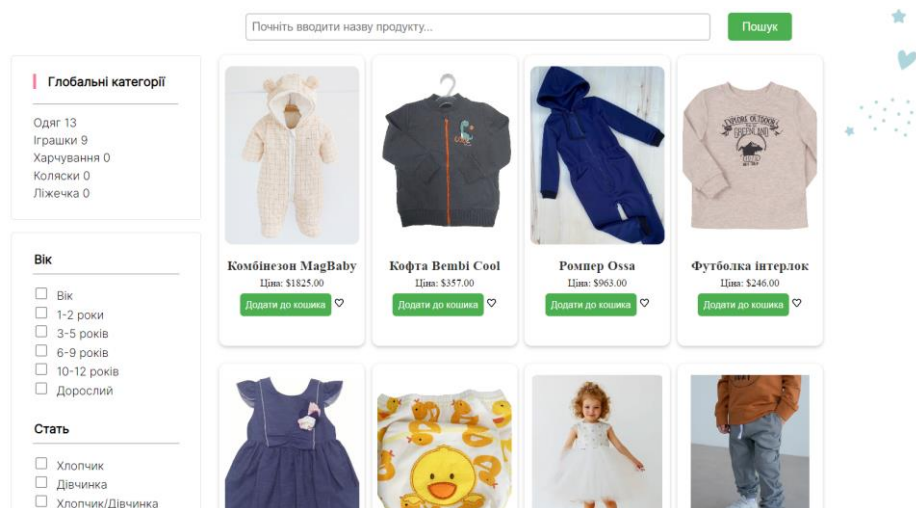 Почніть вводити назву продукту...
Пошук
Глобальні категорії
Одяг 13
Іграшки 9
Харчування 0
Коляски 0
Ліжечка 0
Вік
Вік
1-2 роки
3-5 років
6-9 років
10-12 років
Дорослий
Стать
Хлопчик
Дівчинка
Хлопчик/Дівчинка
Комбінезон MagBaby
Ціна: $1825.00
Додати до кошика
Кофта Bembi Cool
Ціна: $357.00
Додати до кошика
Ромпер Ossa
Ціна: $963.00
Додати до кошика
EXPLORE OUTDOOR
GREENLAND
Футболка інтерлок
Ціна: $246.00
Додати до кошика